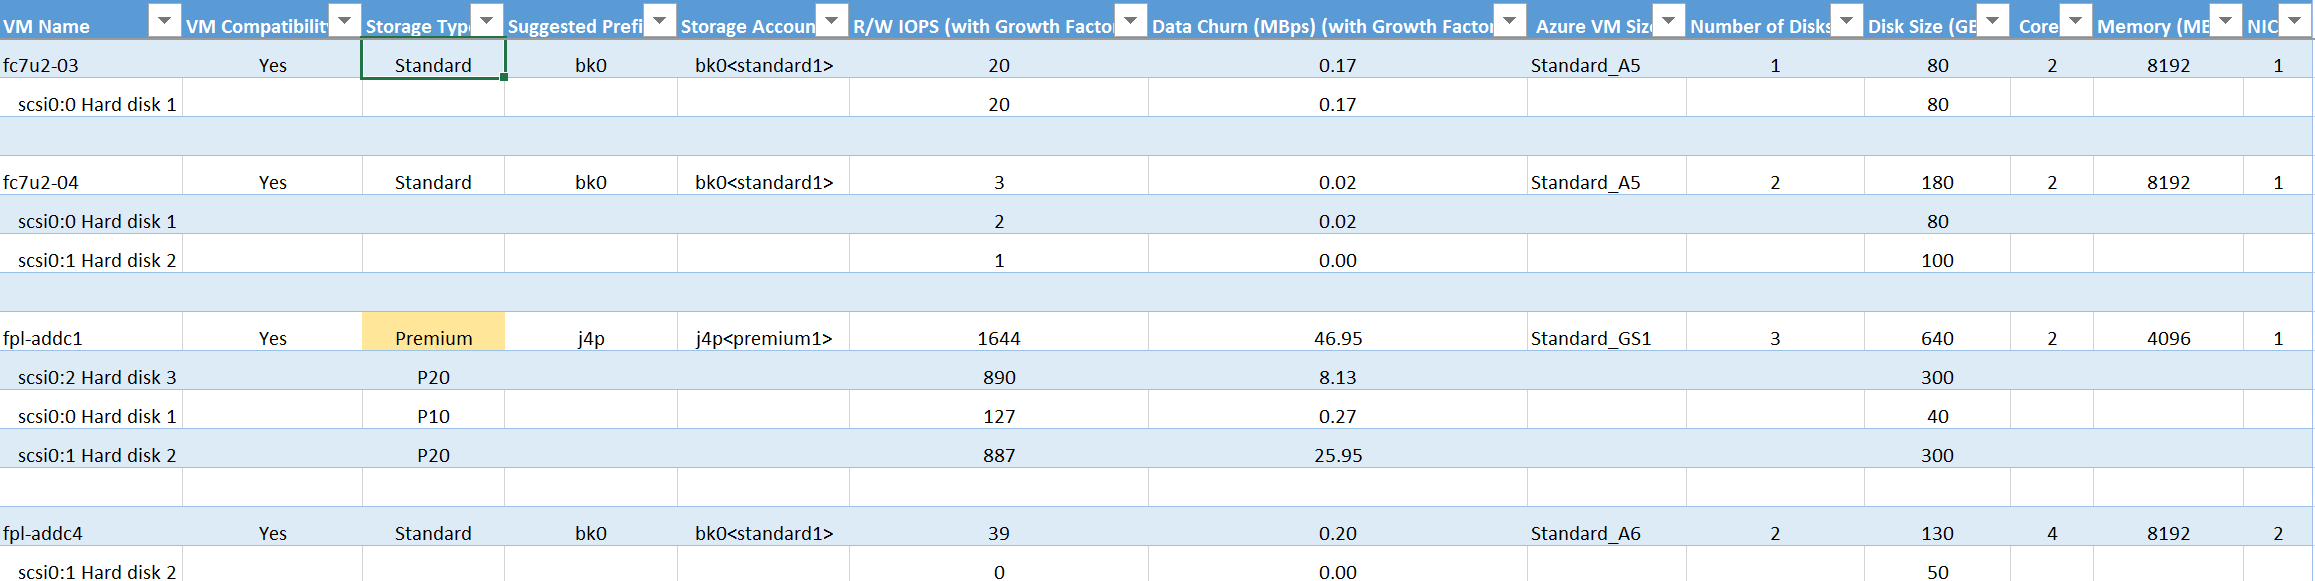 VM Name VM Compatibilit Storage Typ Suggested Prefi Storage Accoun R/W IOPS (with Growth Facto Data Churn (MBps) (with Growth Factor Azure VM Siz Number of Disks Disk Size (GE Core Memory (ME NIC
fc7u2-03 Yes Standard bk0 bk0<standard1> 20 0.17 Standard_A5 1 80 2 8192 1
scsi0:0 Hard disk 1 20 0.17 80
fc7u2-04 Yes Standard bk0 bk0<standard1> 3 0.02 Standard_A5 2 180 2 8192 1
scsi0:0 Hard disk 1 2 0.02 80
scsi0:1 Hard disk 2 1 0.00 100
fpl-addc1 Yes Premium j4p j4p<premium1> 1644 46.95 Standard_GS1 3 640 2 4096 1
scsi0:2 Hard disk 3 P20 890 8.13 300
scsi0:0 Hard disk 1 P10 127 0.27 40
scsi0:1 Hard disk 2 P20 887 25.95 300
fpl-addc4 Yes Standard bk0 bk0<standard1> 39 0.20 Standard_A6 2 130 4 8192 2
scsi0:1 Hard disk 2 0 0.00 50